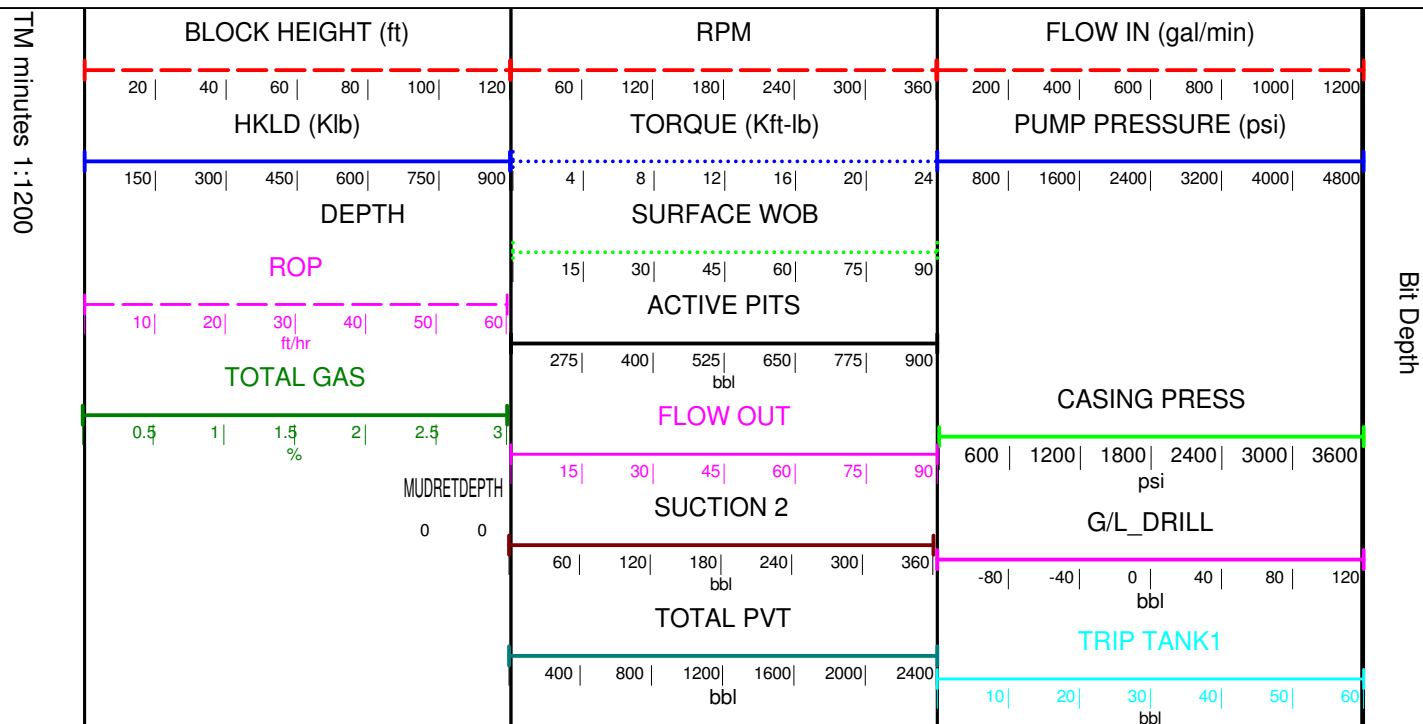 TM minutes 1:1200
BLOCK HEIGHT (ft)
20 40 60 80 100 120
HKLD (Klb)
150 300 450 600 750 900
DEPTH
ROP
10 20 30 40 50 60
ft/hr
TOTAL GAS
0.5 1 1.5 2 2.5 3
%
MUDRETDEPTH
0 0
RPM
60 120 180 240 300 360
TORQUE (Kft-lb)
4 8 12 16 20 24
SURFACE WOB
15 30 45 60 75 90
ACTIVE PITS
275 400 525 650 775 900
bbl
FLOW OUT
15 30 45 60 75 90
SUCTION 2
60 120 180 240 300 360
bbl
TOTAL PVT
400 800 1200 1600 2000 2400
bbl
FLOW IN (gal/min)
200 400 600 800 1000 1200
PUMP PRESSURE (psi)
800 1600 2400 3200 4000 4800
CASING PRESS
600 1200 1800 2400 3000 3600
psi
G/L_DRILL
-80 -40 0 40 80 120
bbl
TRIP TANK1
10 20 30 40 50 60
bbl
Bit Depth